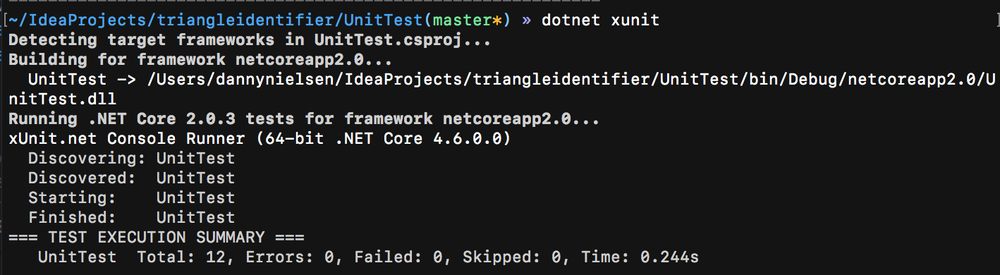 [~/IdeaProjects/triangleidentifier/UnitTest(master*) » dotnet xunit
Detecting target frameworks in UnitTest.csproj...
Building for framework netcoreapp2.0...
  UnitTest -> /Users/dannynielsen/IdeaProjects/triangleidentifier/UnitTest/bin/Debug/netcoreapp2.0/U
nitTest.dll
Running .NET Core 2.0.3 tests for framework netcoreapp2.0...
xUnit.net Console Runner (64-bit .NET Core 4.6.0.0)
  Discovering: UnitTest
  Discovered:  UnitTest
  Starting:    UnitTest
  Finished:    UnitTest
=== TEST EXECUTION SUMMARY ===
   UnitTest  Total: 12, Errors: 0, Failed: 0, Skipped: 0, Time: 0.244s